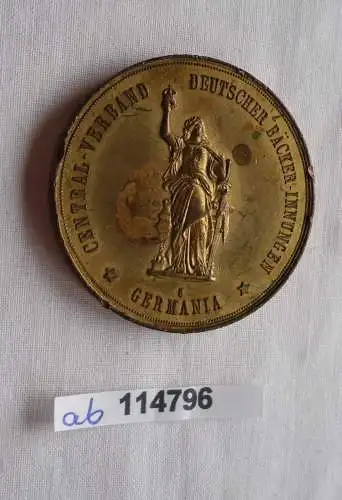 CENTRAL-VERBAND DEUTSCHER BÄCKER-INNUNGEN
GERMANIA
ab 114796